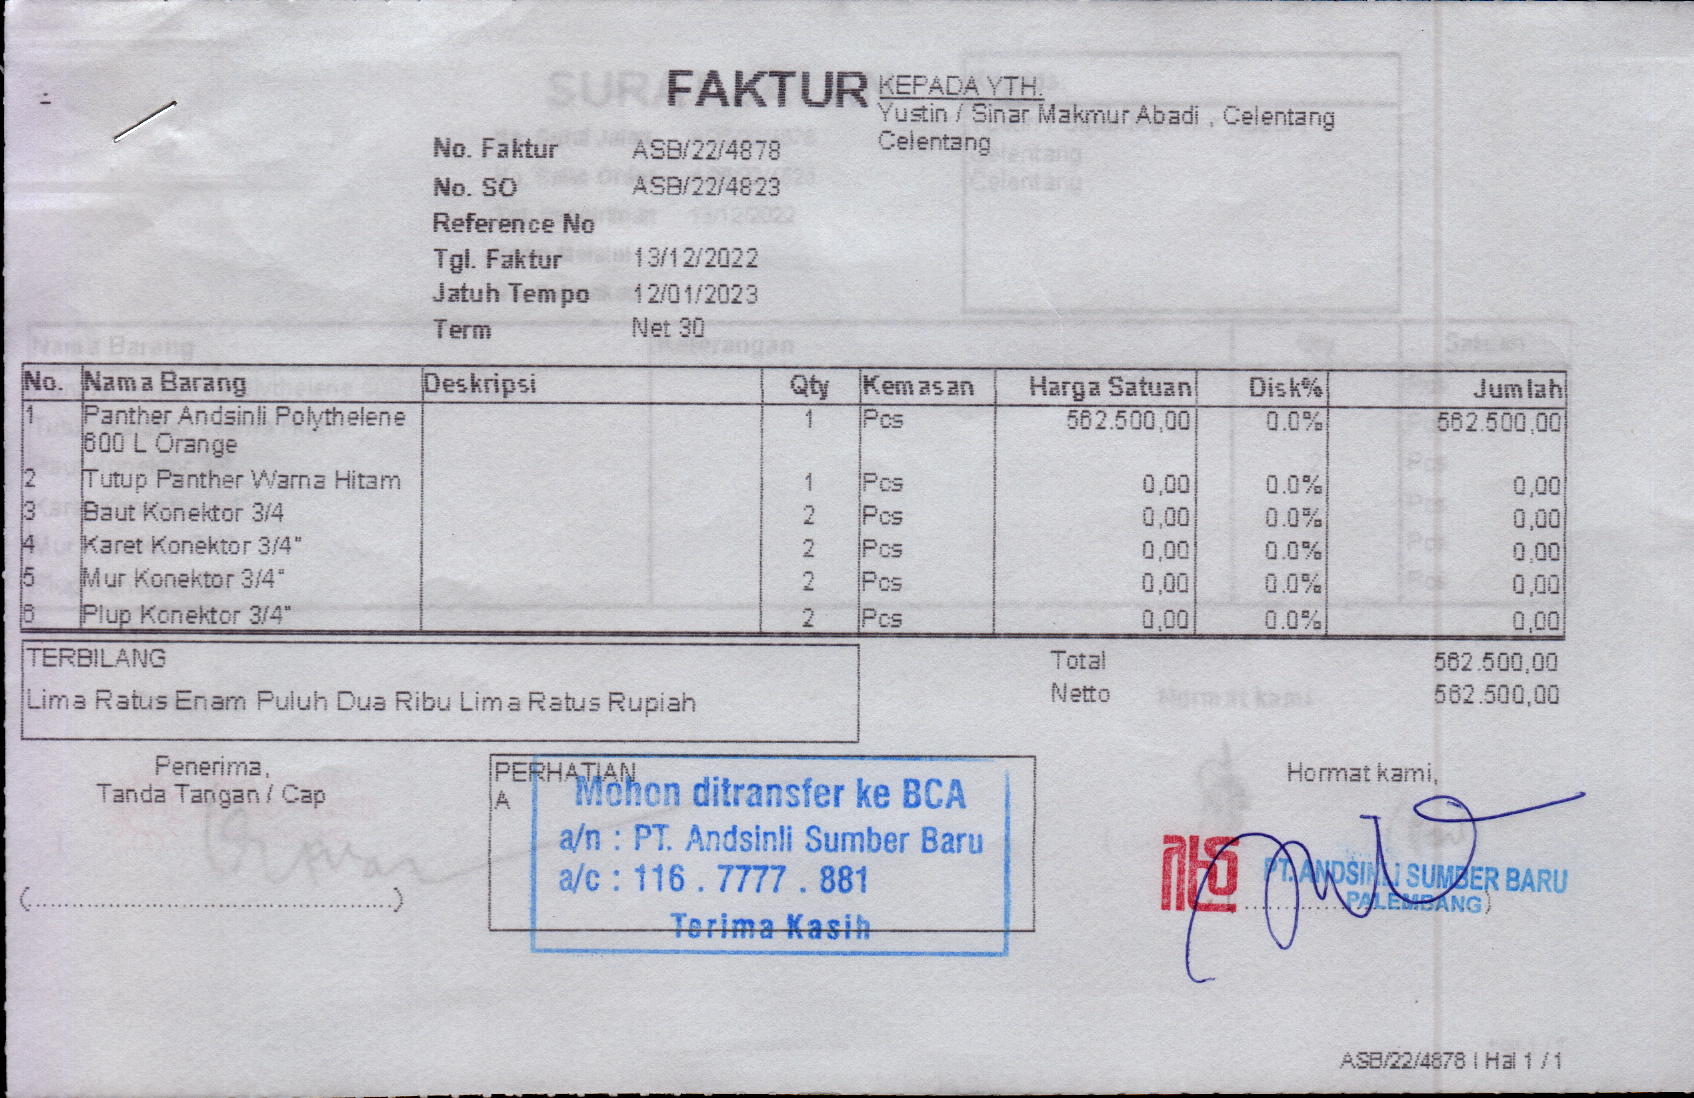 FAKTUR
KEPADA YTH.
Yustin / Sinar Makmur Abadi , Celentang
Celentang
No. Faktur ASB/22/4878
No. SO ASB/22/4823
Reference No
Tgl. Faktur 13/12/2022
Jatuh Tempo 12/01/2023
Term Net 30
No. Nama Barang Deskripsi Qty Kemasan Harga Satuan Disk% Jumlah
1 Panther Andsinli Polythelene 1 Pcs 562.500,00 0.0% 562.500,00
600 L Orange
2 Tutup Panther Warna Hitam 1 Pcs 0,00 0.0% 0,00
3 Baut Konektor 3/4 2 Pcs 0,00 0.0% 0,00
4 Karet Konektor 3/4" 2 Pcs 0,00 0.0% 0,00
5 Mur Konektor 3/4" 2 Pcs 0,00 0.0% 0,00
6 Plup Konektor 3/4" 2 Pcs 0,00 0.0% 0,00
TERBILANG
Lima Ratus Enam Puluh Dua Ribu Lima Ratus Rupiah
Total 562.500,00
Netto 562.500,00
Penerima,
Tanda Tangan / Cap
(.....................................................)
PERHATIAN
A
Mohon ditransfer ke BCA
a/n : PT. Andsinli Sumber Baru
a/c : 116 . 7777 . 881
Terima Kasih
Hormat kami,
PT. ANDSINLI SUMBER BARU
PALEMBANG
ASB/22/4878 | Hal 1 / 1